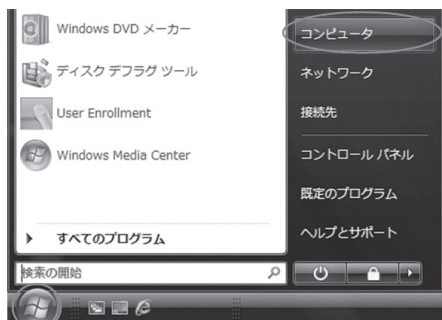 Windows DVD メーカー
ディスク デフラグ ツール
User Enrollment
Windows Media Center
すべてのプログラム
検索の開始
コンピュータ
ネットワーク
接続先
コントロール パネル
既定のプログラム
ヘルプとサポート